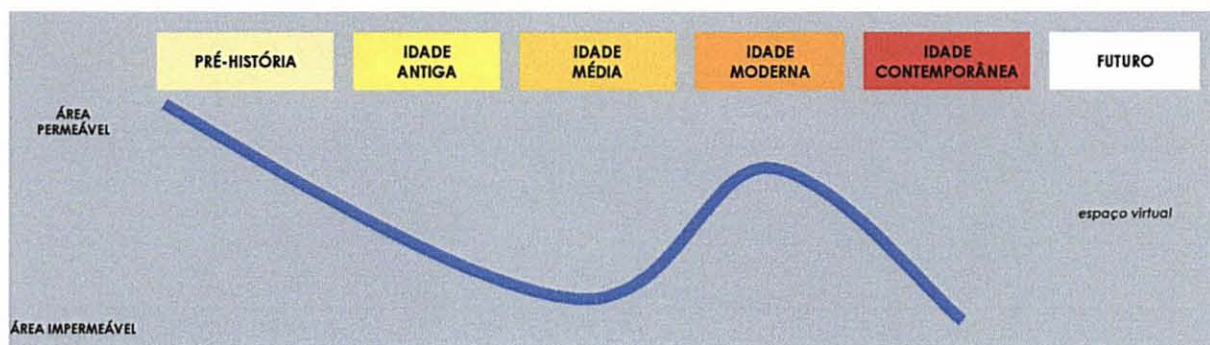 PRÉ-HISTÓRIA
IDADE
ANTIGA
IDADE
MÉDIA
IDADE
MODERNA
IDADE
CONTEMPORÂNEA
FUTURO
ÁREA
PERMEÁVEL
espaço virtual
ÁREA IMPERMEÁVEL